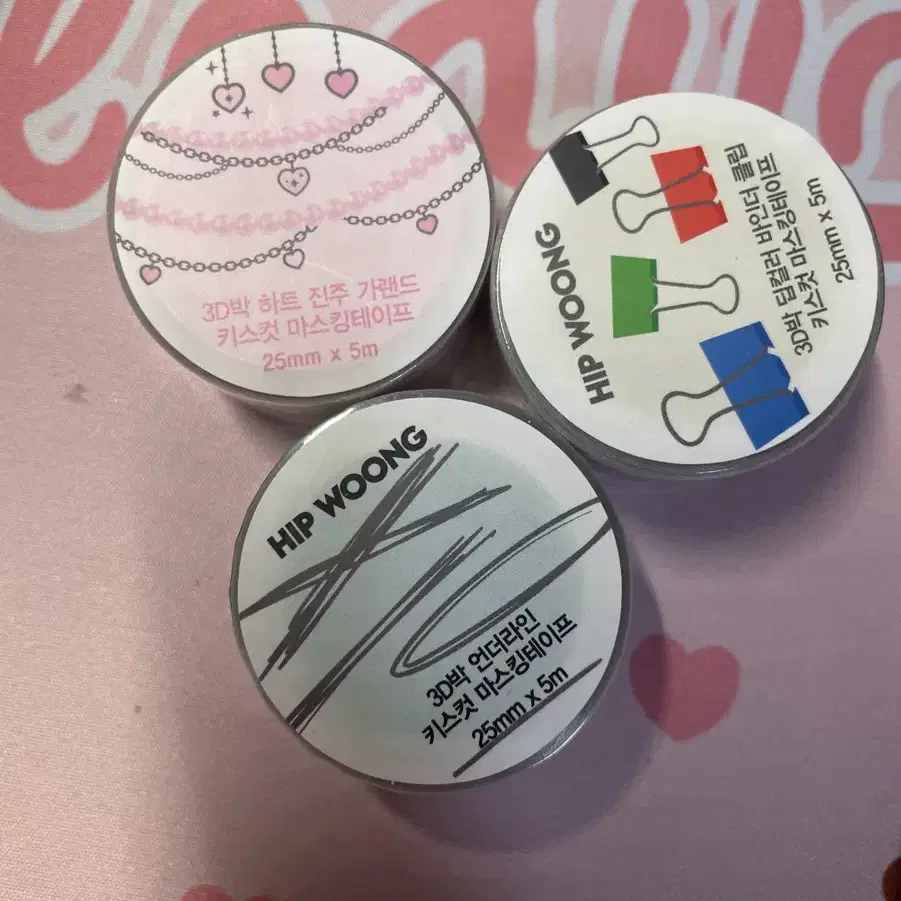 3D박 하트 진주 가랜드
키스컷 마스킹테이프
25mm x 5m
HIP WOONG
3D박 딥컬러 바인더 클립
키스컷 마스킹테이프
25mm x 5m
HIP WOONG
3D박 언더라인
키스컷 마스킹테이프
25mm x 5m